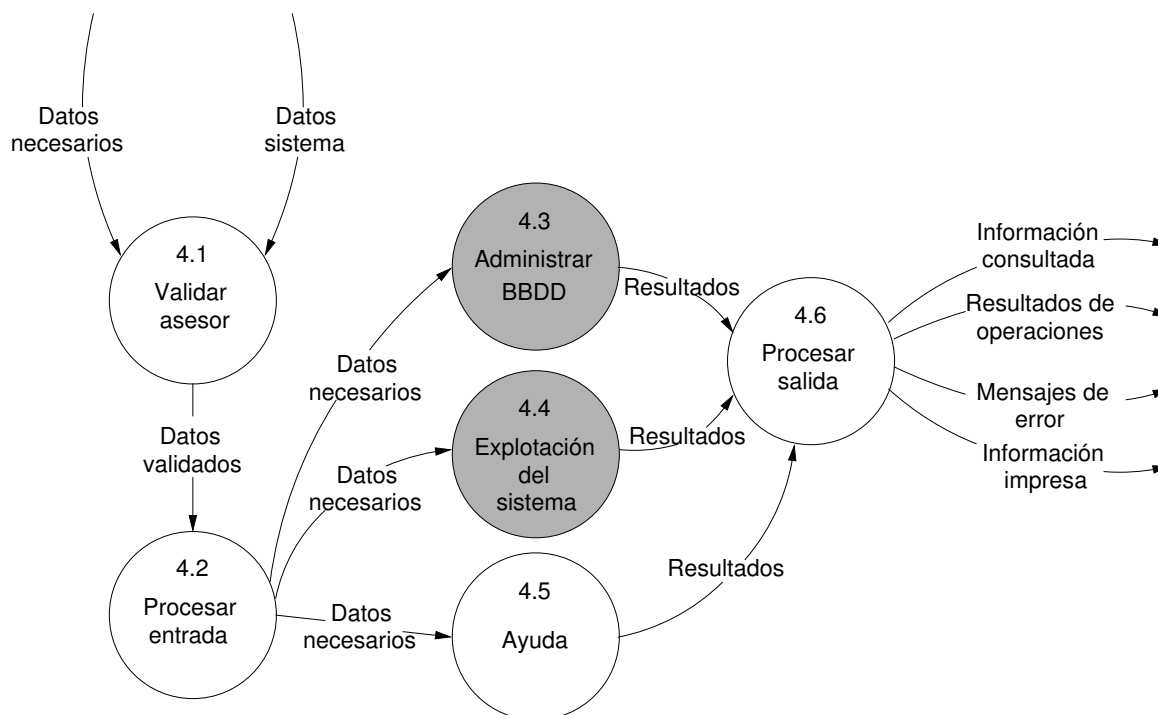 Datos
necesarios
Datos
sistema
4.1
Validar
asesor
Datos
validados
4.2
Procesar
entrada
Datos
necesarios
Datos
necesarios
Datos
necesarios
4.3
Administrar
BBDD
4.4
Explotación
del
sistema
4.5
Ayuda
Resultados
Resultados
Resultados
4.6
Procesar
salida
Información
consultada
Resultados de
operaciones
Mensajes de
error
Información
impresa